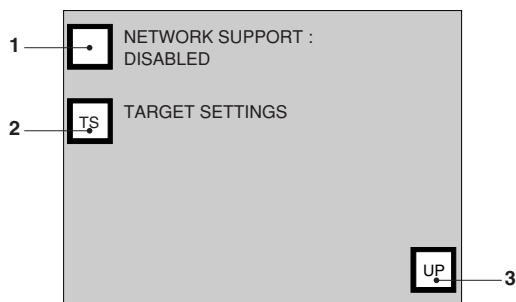 1
NETWORK SUPPORT :
DISABLED
2
TS
TARGET SETTINGS
UP
3